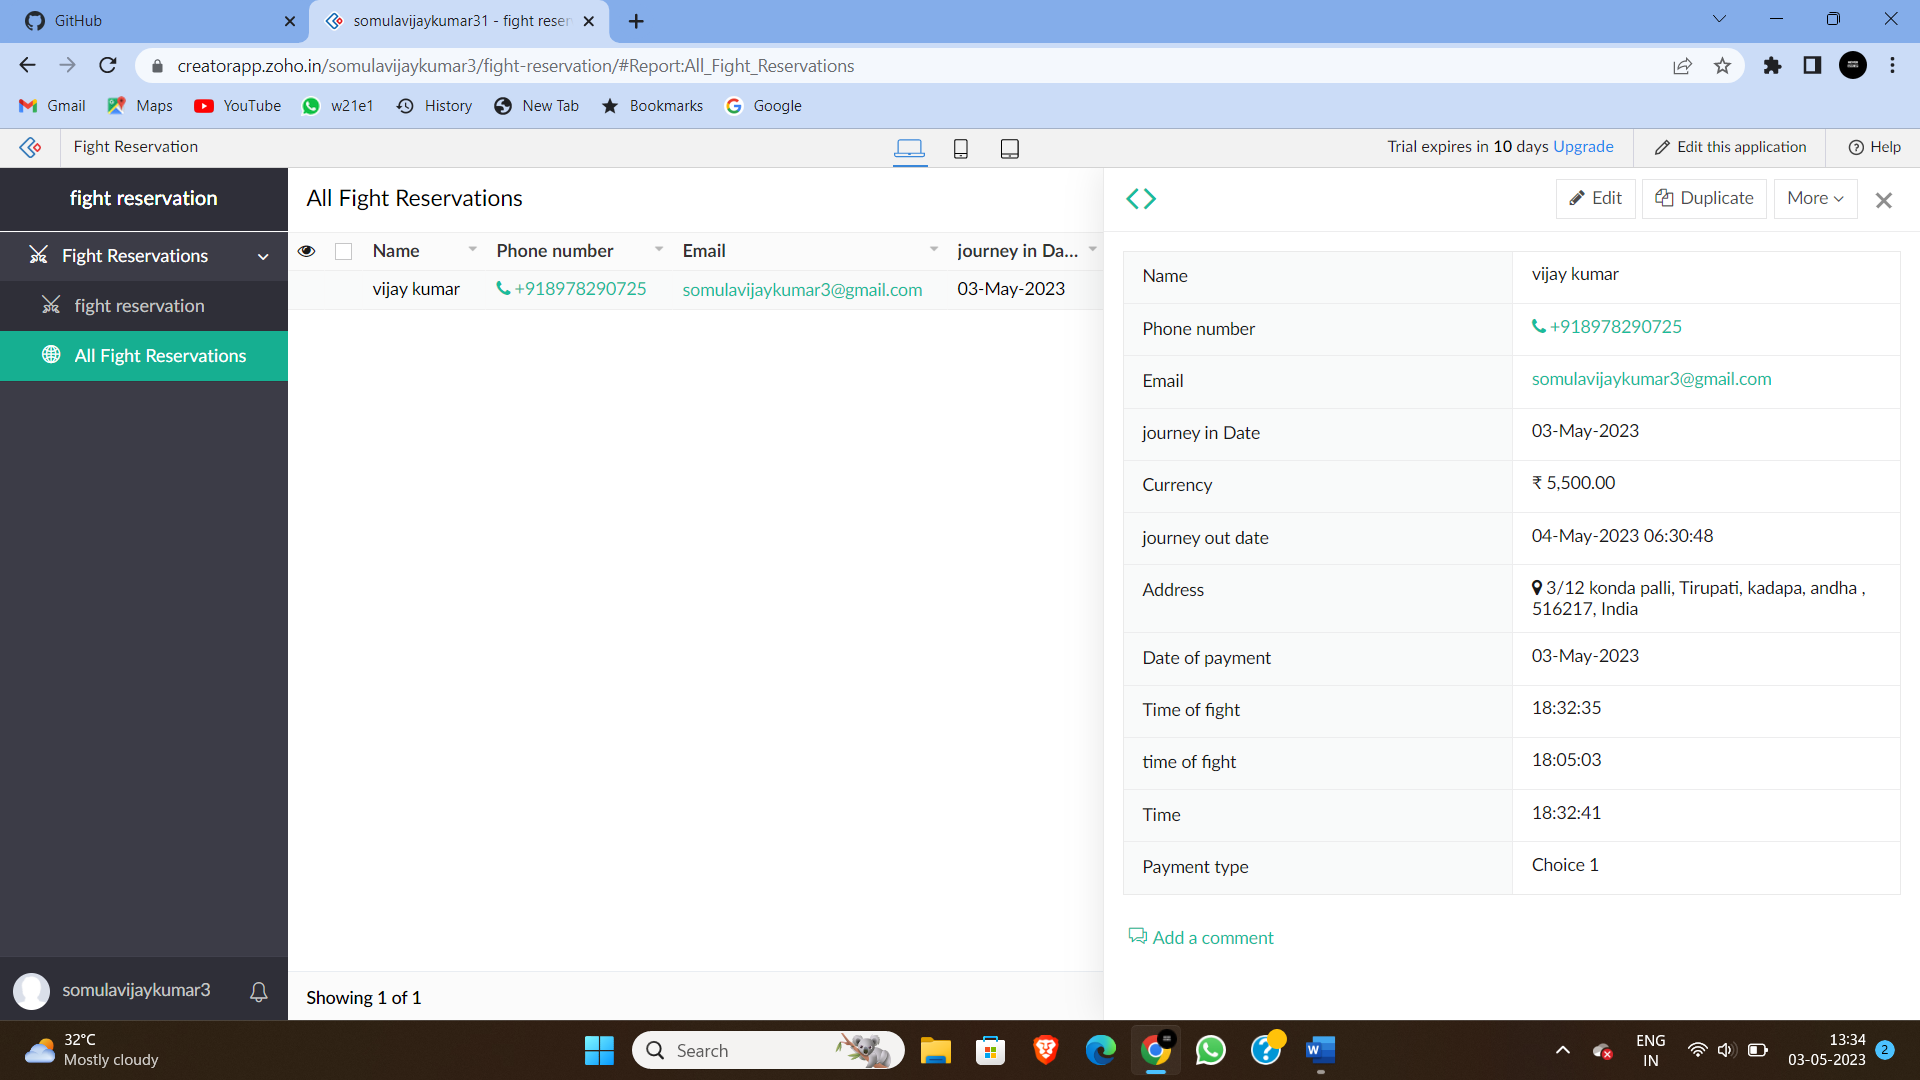 GitHub
somulavijaykumar31 - fight reser
creatorapp.zoho.in/somulavijaykumar3/fight-reservation/#Report:All_Fight_Reservations
Gmail Maps YouTube w21e1 History New Tab Bookmarks Google
Fight Reservation
Trial expires in 10 days Upgrade
Edit this application
Help
fight reservation
Fight Reservations
fight reservation
All Fight Reservations
somulavijaykumar3
All Fight Reservations
Name Phone number Email journey in Da...
vijay kumar +918978290725 somulavijaykumar3@gmail.com 03-May-2023
Showing 1 of 1
Edit Duplicate More
Name vijay kumar
Phone number +918978290725
Email somulavijaykumar3@gmail.com
journey in Date 03-May-2023
Currency ₹ 5,500.00
journey out date 04-May-2023 06:30:48
Address 3/12 konda palli, Tirupati, kadapa, andha ,
516217, India
Date of payment 03-May-2023
Time of fight 18:32:35
time of fight 18:05:03
Time 18:32:41
Payment type Choice 1
Add a comment
32°C
Mostly cloudy
Search
ENG
IN
13:34
03-05-2023
2